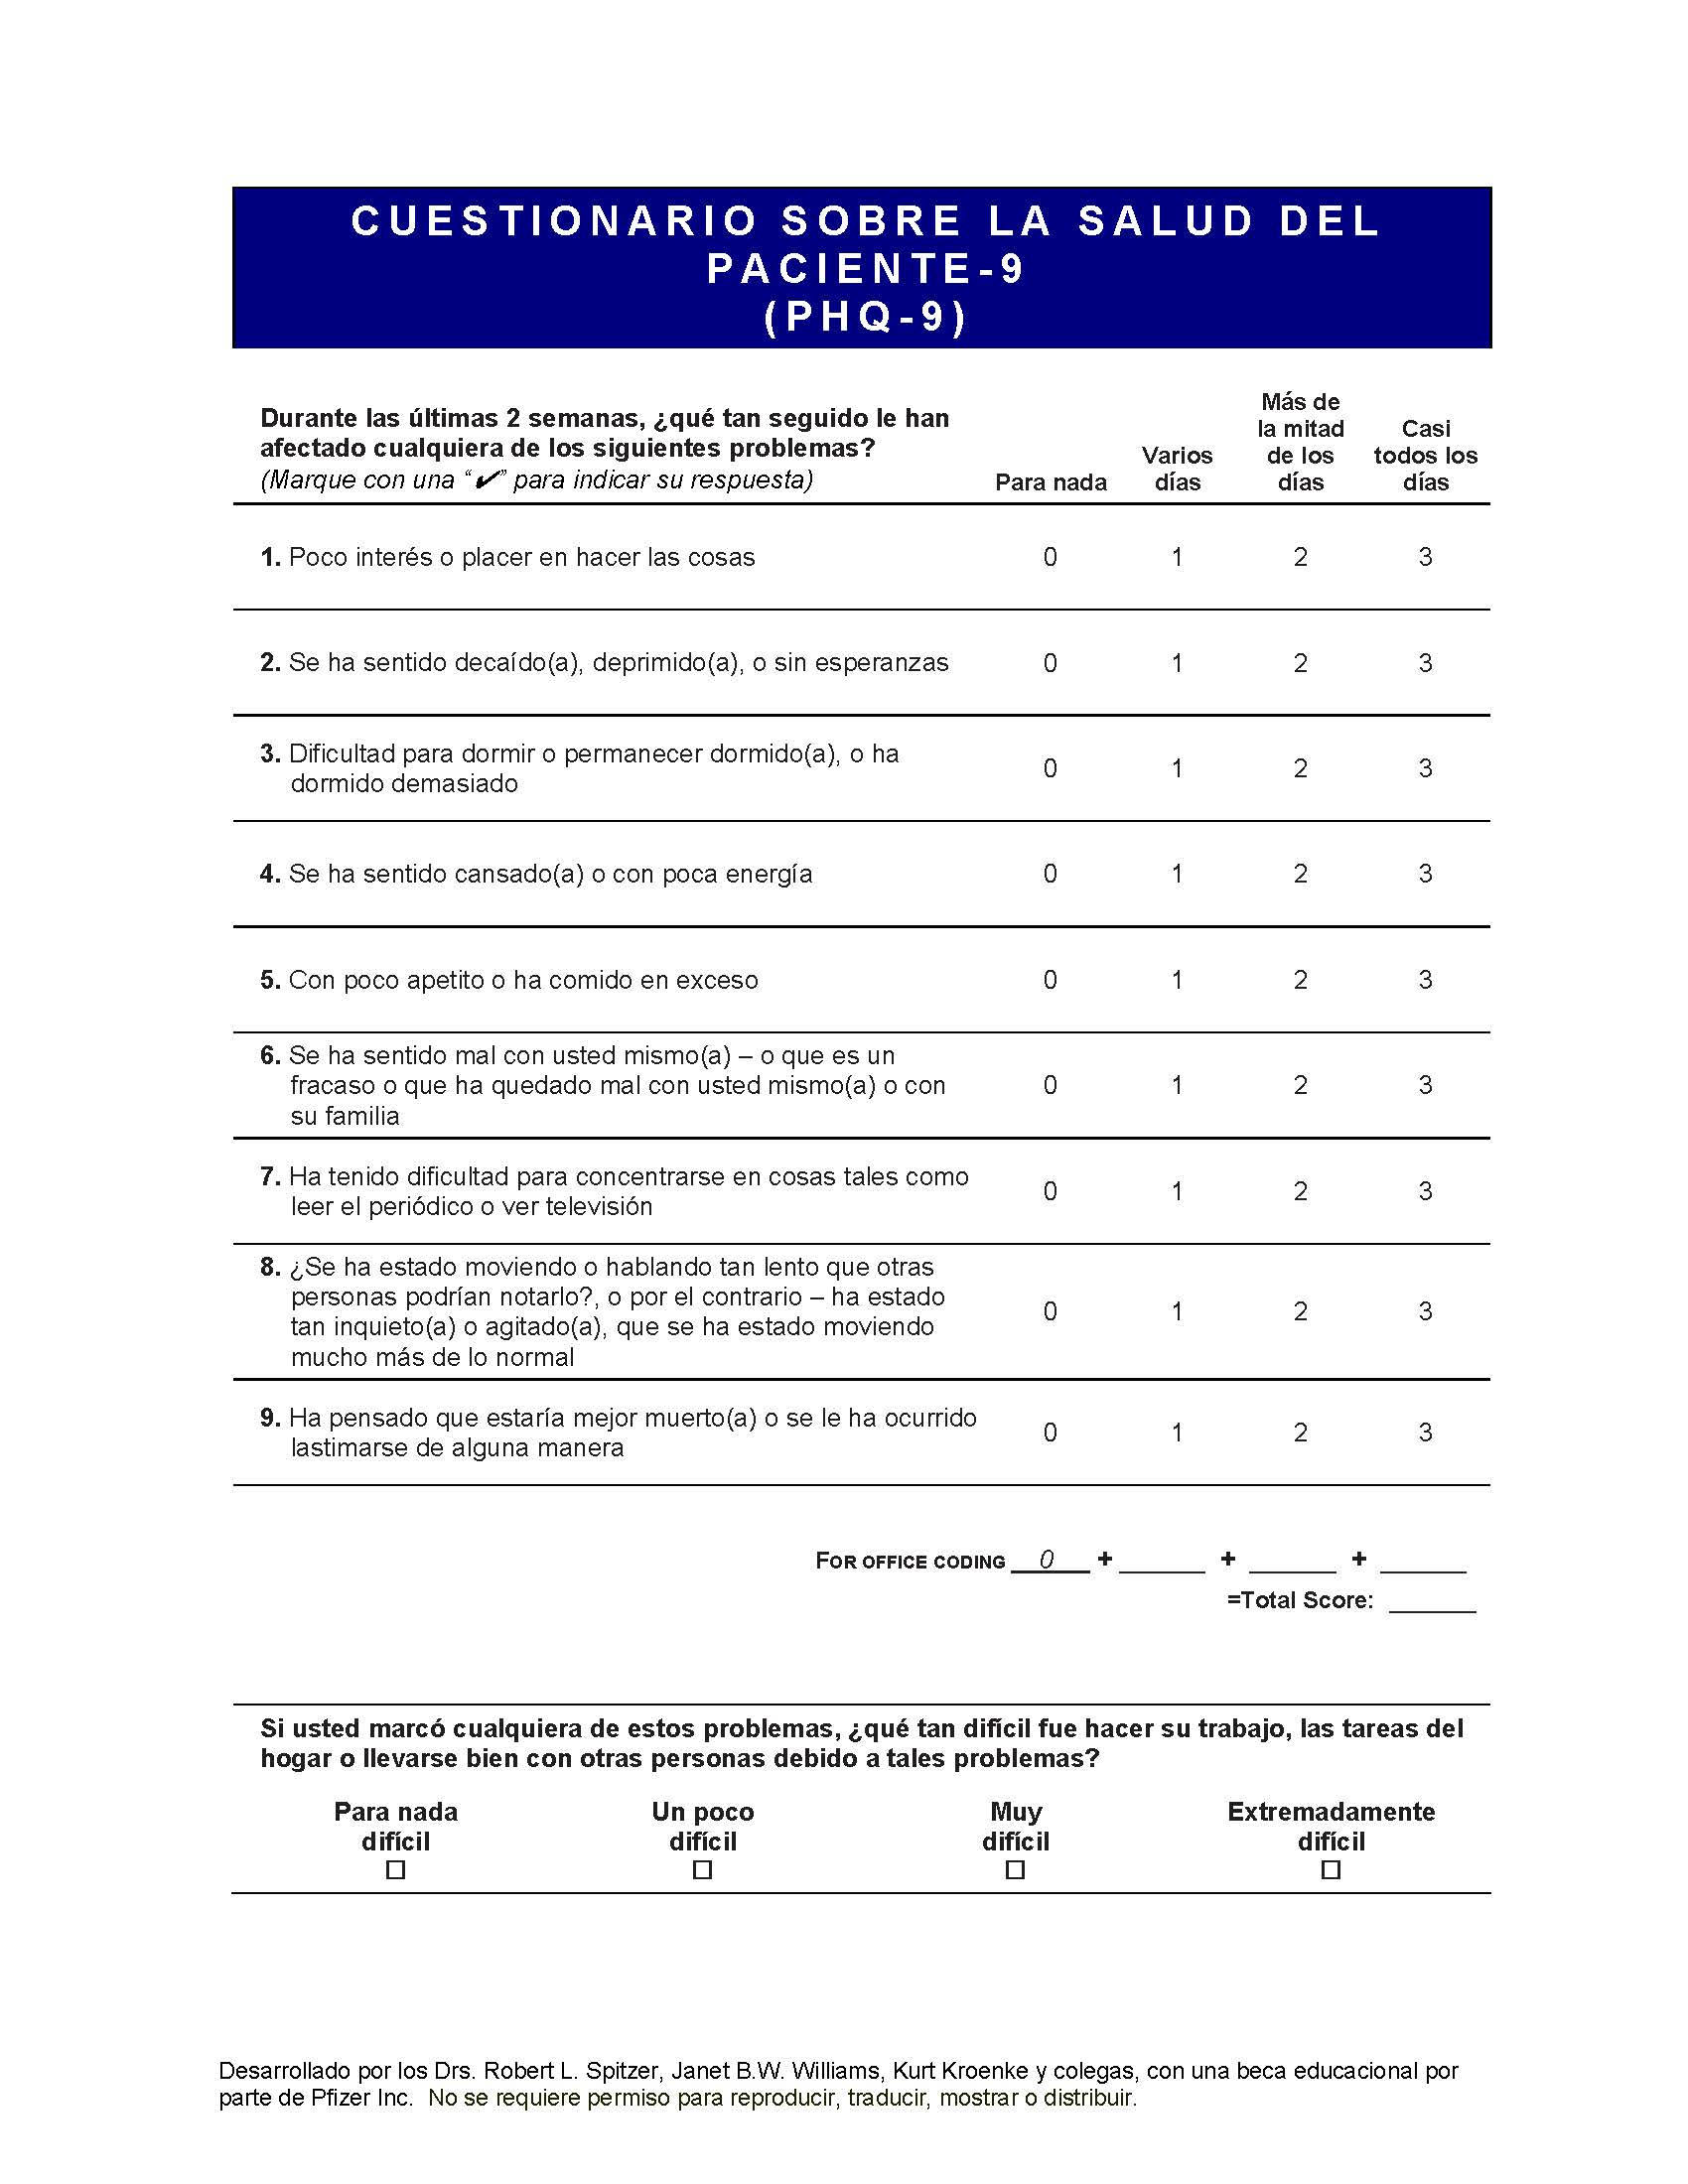 CUESTIONARIO SOBRE LA SALUD DEL
PACIENTE-9
(PHQ-9)
Durante las últimas 2 semanas, ¿qué tan seguido le han
afectado cualquiera de los siguientes problemas?
(Marque con una “✔” para indicar su respuesta)
Para nada
Varios
días
Más de
la mitad
de los
días
Casi
todos los
días
1. Poco interés o placer en hacer las cosas 0 1 2 3
2. Se ha sentido decaído(a), deprimido(a), o sin esperanzas 0 1 2 3
3. Dificultad para dormir o permanecer dormido(a), o ha
dormido demasiado 0 1 2 3
4. Se ha sentido cansado(a) o con poca energía 0 1 2 3
5. Con poco apetito o ha comido en exceso 0 1 2 3
6. Se ha sentido mal con usted mismo(a) – o que es un
fracaso o que ha quedado mal con usted mismo(a) o con 0 1 2 3
su familia
7. Ha tenido dificultad para concentrarse en cosas tales como
leer el periódico o ver televisión 0 1 2 3
8. ¿Se ha estado moviendo o hablando tan lento que otras
personas podrían notarlo?, o por el contrario – ha estado
tan inquieto(a) o agitado(a), que se ha estado moviendo 0 1 2 3
mucho más de lo normal
9. Ha pensado que estaría mejor muerto(a) o se le ha ocurrido
lastimarse de alguna manera 0 1 2 3
FOR OFFICE CODING 0 + ______ + ______ + ______
=Total Score: ______
Si usted marcó cualquiera de estos problemas, ¿qué tan difícil fue hacer su trabajo, las tareas del
hogar o llevarse bien con otras personas debido a tales problemas?
Para nada
difícil
☐
Un poco
difícil
☐
Muy
difícil
☐
Extremadamente
difícil
☐
Desarrollado por los Drs. Robert L. Spitzer, Janet B.W. Williams, Kurt Kroenke y colegas, con una beca educacional por
parte de Pfizer Inc. No se requiere permiso para reproducir, traducir, mostrar o distribuir.